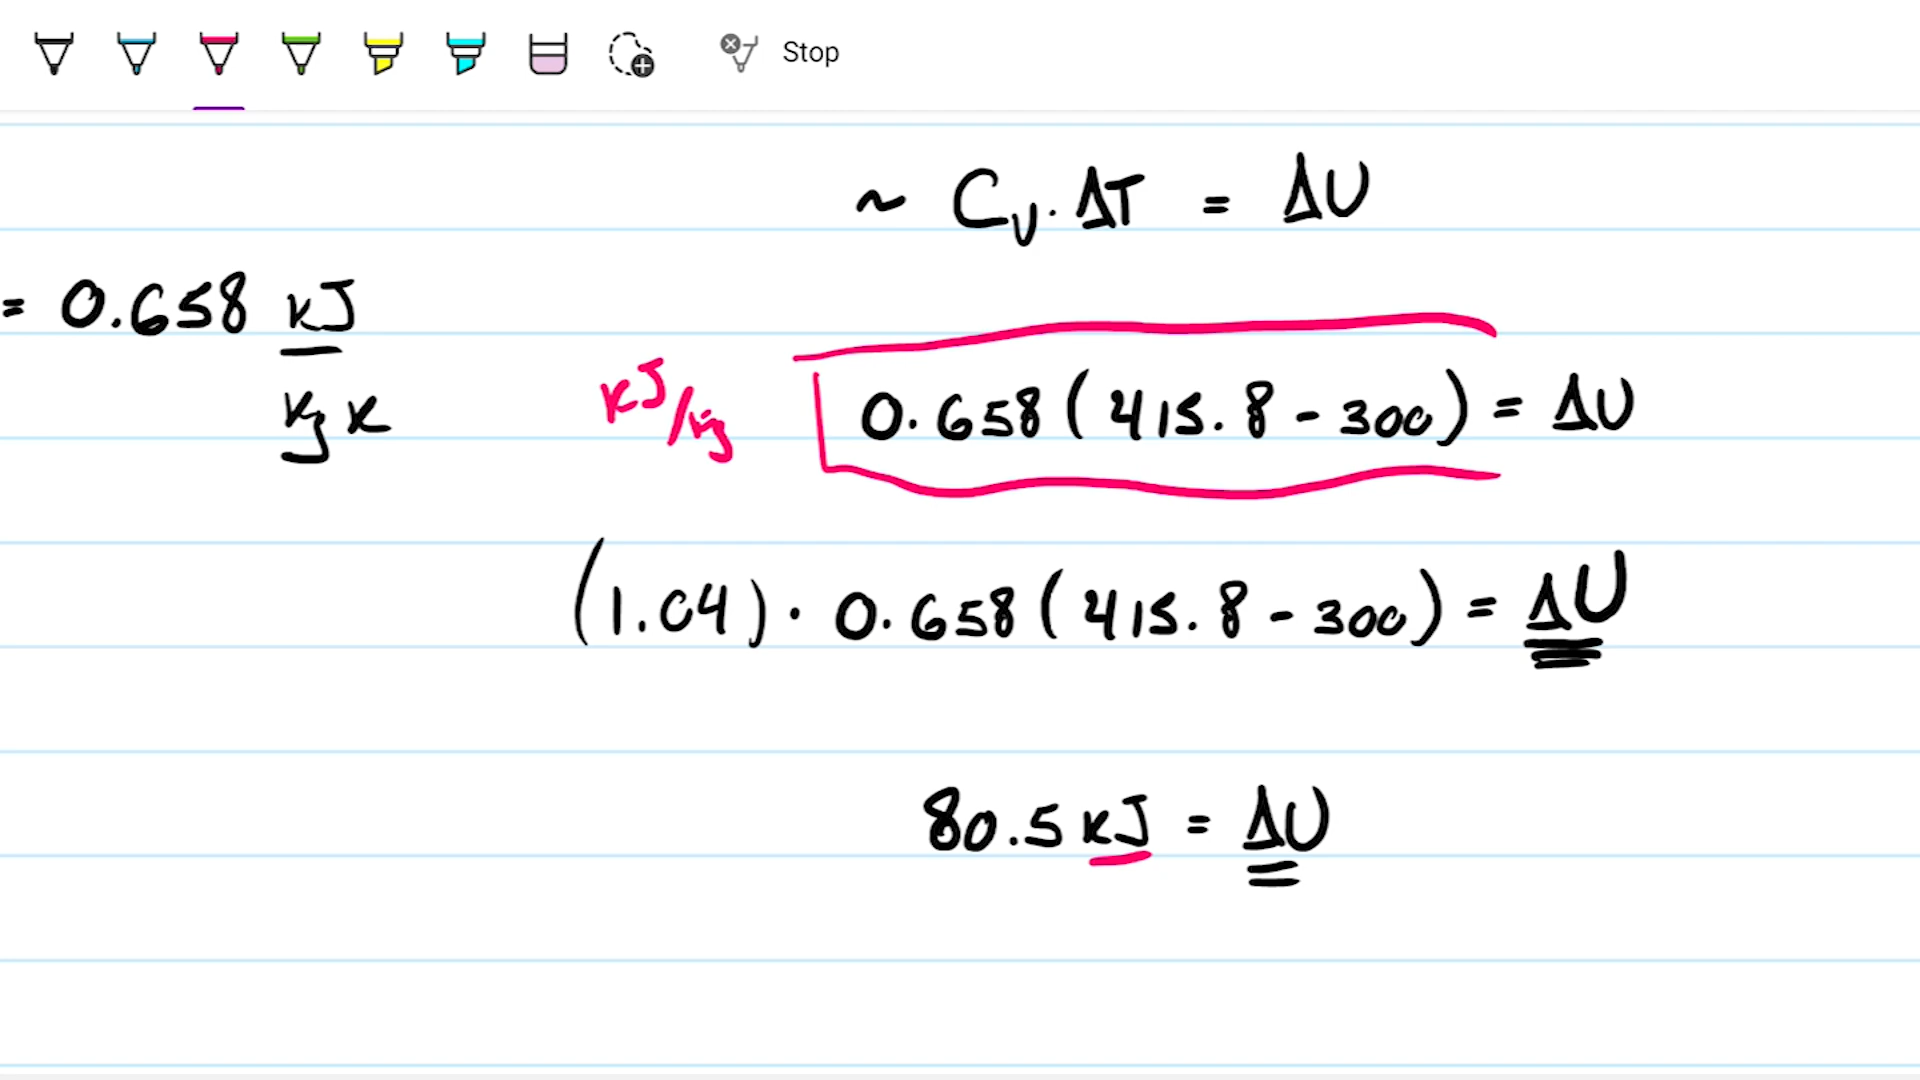 Stop
~ Cv · ΔT = ΔU
= 0.658 kJ
kg K
kJ/kg
0.658 ( 415.8 - 300 ) = ΔU
(1.04) · 0.658 ( 415.8 - 300 ) = ΔU
80.5 kJ = ΔU